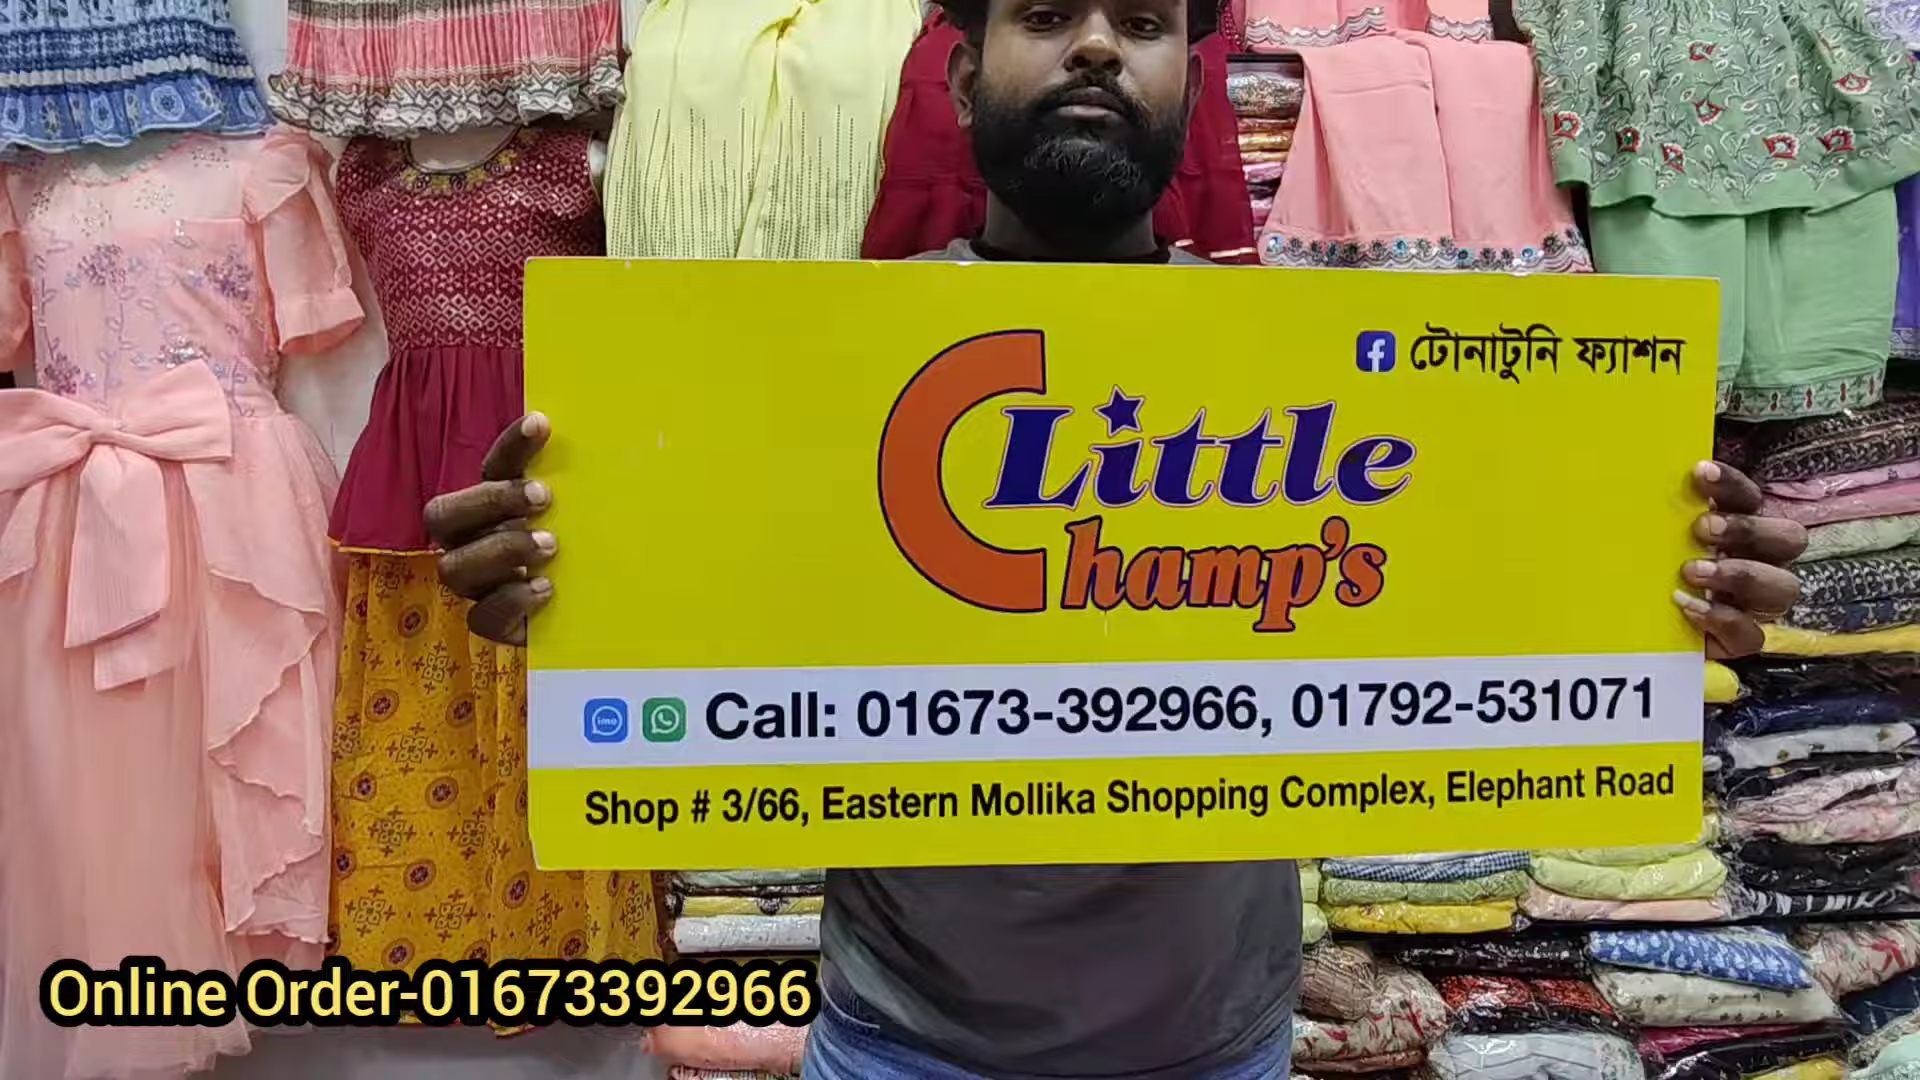 টোনাটুনি ফ্যাশন
Little
Champ's
imo
Call: 01673-392966, 01792-531071
Shop # 3/66, Eastern Mollika Shopping Complex, Elephant Road
Online Order-01673392966